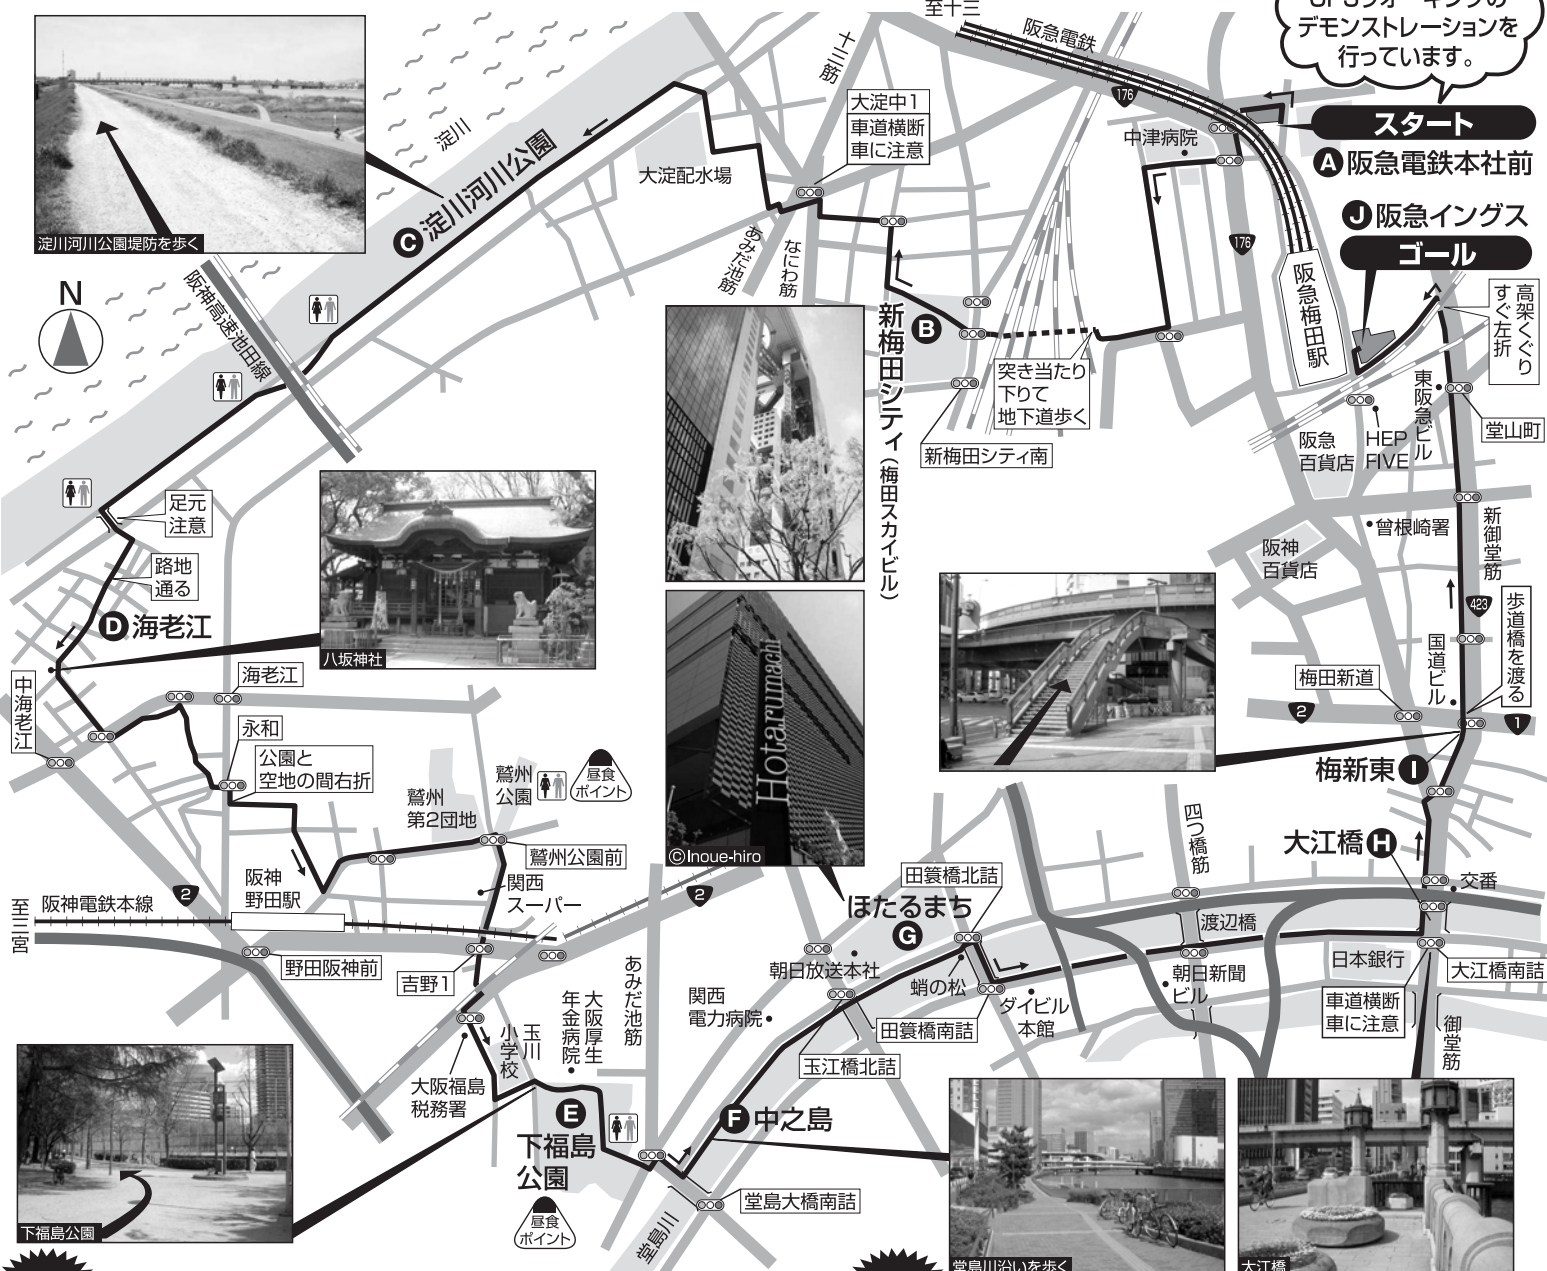 至十三
阪急電鉄
176
GPSウオーキングの
デモンストレーションを
行っています。
スタート
A 阪急電鉄本社前
J 阪急イングス
ゴール
高架くぐり
すぐ左折
十三筋
大淀中1
車道横断
車に注意
中津病院
淀川
淀川河川公園堤防を歩く
C 淀川河川公園
大淀配水場
あみだ池筋
なにわ筋
176
阪急梅田駅
N
阪神高速池田線
新梅田シティ(梅田スカイビル)
B
突き当たり
下りて
地下道歩く
新梅田シティ南
東阪急ビル
堂山町
阪急
百貨店
HEP
FIVE
曽根崎署
新御堂筋
阪神
百貨店
423
歩道橋を渡る
国道ビル
梅田新道
2
1
梅新東 I
足元
注意
路地
通る
D 海老江
八坂神社
中海老江
海老江
永和
公園と
空地の間右折
鷺州
公園
昼食
ポイント
鷺州
第2団地
鷺州公園前
関西
スーパー
Hotarumachi
©Inoue-hiro
ほたるまち
G
田簑橋北詰
四つ橋筋
大江橋 H
交番
渡辺橋
至三宮
阪神電鉄本線
2
阪神
野田駅
2
野田阪神前
吉野1
朝日放送本社
蛸の松
ダイビル
本館
朝日新聞
ビル
日本銀行
大江橋南詰
車道横断
車に注意
御堂筋
関西
電力病院
田簑橋南詰
玉江橋北詰
あみだ池筋
大阪厚生
年金病院
玉川
小学校
大阪福島
税務署
E
下福島
公園
昼食
ポイント
F 中之島
堂島大橋南詰
堂島川
下福島公園
堂島川沿いを歩く
大江橋